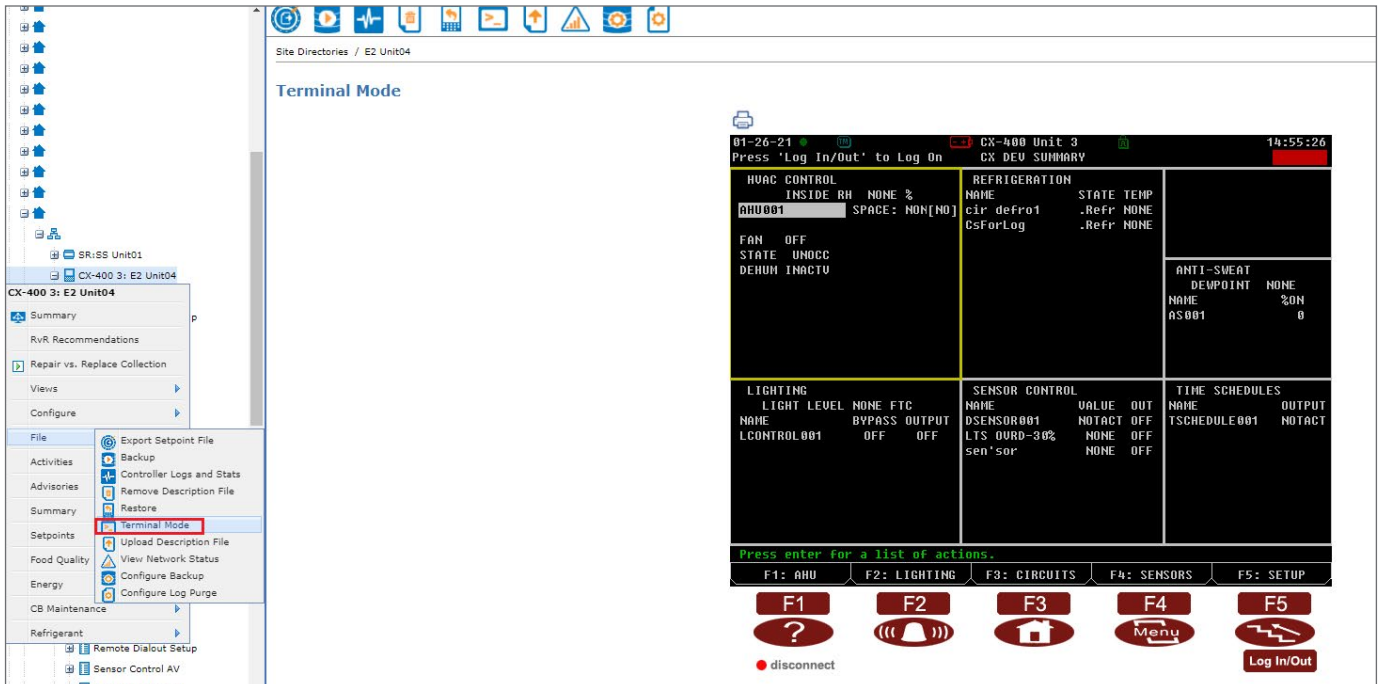 Site Directories / E2 Unit04
Terminal Mode
SR:SS Unit01
CX-400 3: E2 Unit04
CX-400 3: E2 Unit04
Summary
p
RvR Recommendations
Repair vs. Replace Collection
Views
Configure
File
Activities
Advisories
Summary
Setpoints
Food Quality
Energy
CB Maintenance
Refrigerant
Export Setpoint File
Backup
Controller Logs and Stats
Remove Description File
Restore
Terminal Mode
Upload Description File
View Network Status
Configure Backup
Configure Log Purge
Remote Dialout Setup
Sensor Control AV
01-26-21 TM CX-400 Unit 3 14:55:26
Press 'Log In/Out' to Log On CX DEV SUMMARY
HVAC CONTROL
INSIDE RH NONE %
AHU001 SPACE: NON[NO]
FAN OFF
STATE UNOCC
DEHUM INACTV
REFRIGERATION
NAME STATE TEMP
cir defro1 .Refr NONE
CsForLog .Refr NONE
ANTI-SWEAT
DEWPOINT NONE
NAME %ON
AS001 0
LIGHTING
LIGHT LEVEL NONE FTC
NAME BYPASS OUTPUT
LCONTROL001 OFF OFF
SENSOR CONTROL
NAME VALUE OUT
DSENSOR001 NOTACT OFF
LTS OVRD-30% NONE OFF
sen'sor NONE OFF
TIME SCHEDULES
NAME OUTPUT
TSCHEDULE001 NOTACT
Press enter for a list of actions.
F1: AHU F2: LIGHTING F3: CIRCUITS F4: SENSORS F5: SETUP
F1 F2 F3 F4 F5
? Menu
disconnect Log In/Out